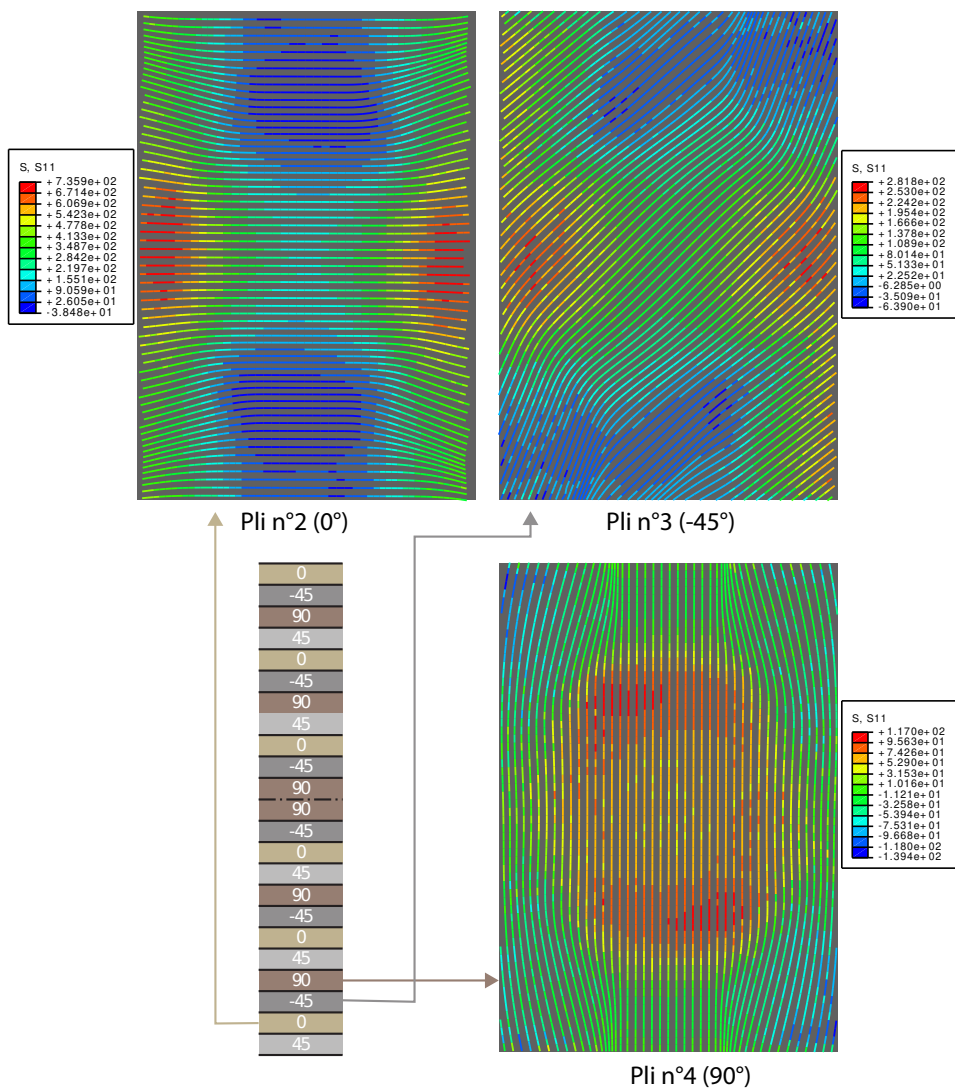 S, S11
+7.359e+02
+6.714e+02
+6.069e+02
+5.423e+02
+4.778e+02
+4.133e+02
+3.487e+02
+2.842e+02
+2.197e+02
+1.551e+02
+9.059e+01
+2.605e+01
-3.848e+01
S, S11
+2.818e+02
+2.530e+02
+2.242e+02
+1.954e+02
+1.666e+02
+1.378e+02
+1.089e+02
+8.014e+01
+5.133e+01
+2.252e+01
-6.285e+00
-3.509e+01
-6.390e+01
Pli n°2 (0°)
Pli n°3 (-45°)
0
-45
90
45
0
-45
90
45
0
-45
90
90
-45
0
45
90
-45
0
45
90
-45
0
45
S, S11
+1.170e+02
+9.563e+01
+7.426e+01
+5.290e+01
+3.153e+01
+1.016e+01
-1.121e+01
-3.258e+01
-5.394e+01
-7.531e+01
-9.668e+01
-1.180e+02
-1.394e+02
Pli n°4 (90°)